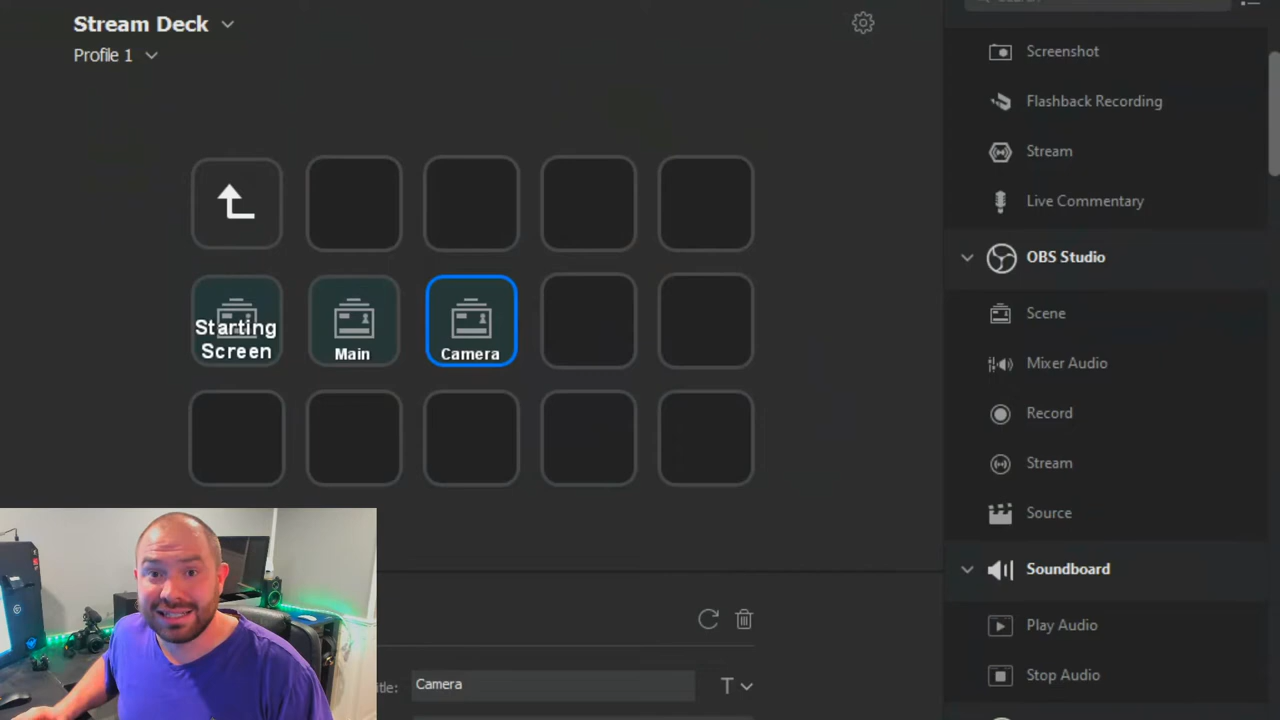 Stream Deck
Profile 1
Starting
Screen
Main
Camera
itle:
Camera
T
Screenshot
Flashback Recording
Stream
Live Commentary
OBS Studio
Scene
Mixer Audio
Record
Stream
Source
Soundboard
Play Audio
Stop Audio